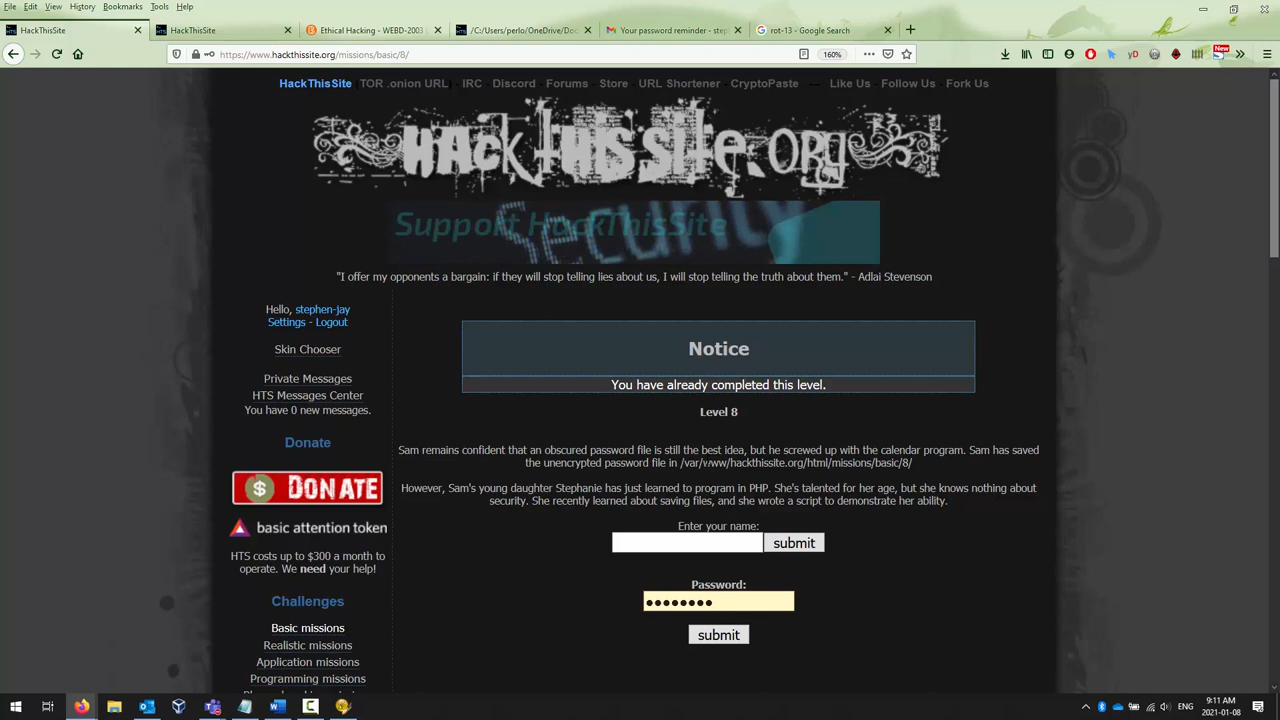 File Edit View History Bookmarks Tools Help
HackThisSite
HackThisSite
Ethical Hacking - WEBD-2003 (
/C:/Users/perlo/OneDrive/Doc
Your password reminder - step
rot-13 - Google Search
https://www.hackthissite.org/missions/basic/8/
160%
yD
New
HackThisSite TOR .onion URL - IRC Discord Forums Store URL Shortener CryptoPaste — Like Us Follow Us Fork Us
HACK THIS SITE.ORG
Support HackThisSite
Security
"I offer my opponents a bargain: if they will stop telling lies about us, I will stop telling the truth about them." - Adlai Stevenson
Hello, stephen-jay
Settings - Logout
Skin Chooser
Private Messages
HTS Messages Center
You have 0 new messages.
Donate
DONATE
basic attention token
HTS costs up to $300 a month to
operate. We need your help!
Challenges
Basic missions
Realistic missions
Application missions
Programming missions
Notice
You have already completed this level.
Level 8
Sam remains confident that an obscured password file is still the best idea, but he screwed up with the calendar program. Sam has saved
the unencrypted password file in /var/www/hackthissite.org/html/missions/basic/8/
However, Sam's young daughter Stephanie has just learned to program in PHP. She's talented for her age, but she knows nothing about
security. She recently learned about saving files, and she wrote a script to demonstrate her ability.
Enter your name:
submit
Password:
submit
ENG
9:11 AM
2021-01-08